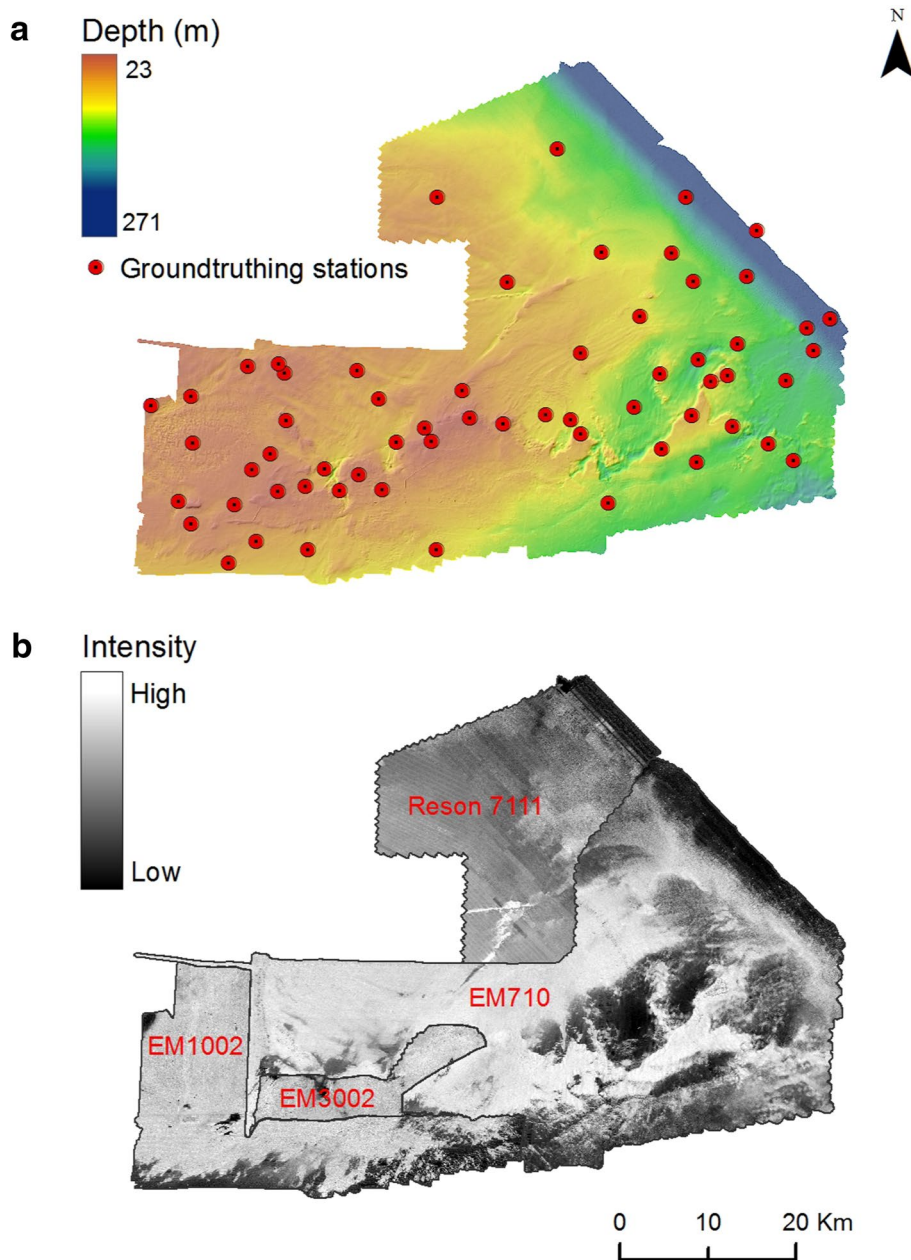 a
Depth (m)
23
271
Groundtruthing stations
N
b
Intensity
High
Low
Reson 7111
EM710
EM1002
EM3002
0 10 20 Km